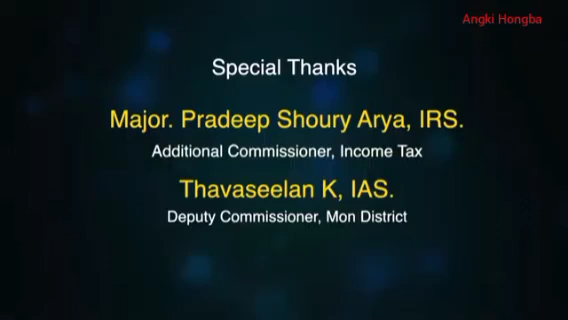 Angki Hongba
Special Thanks
Major. Pradeep Shoury Arya, IRS.
Additional Commissioner, Income Tax
Thavaseelan K, IAS.
Deputy Commissioner, Mon District